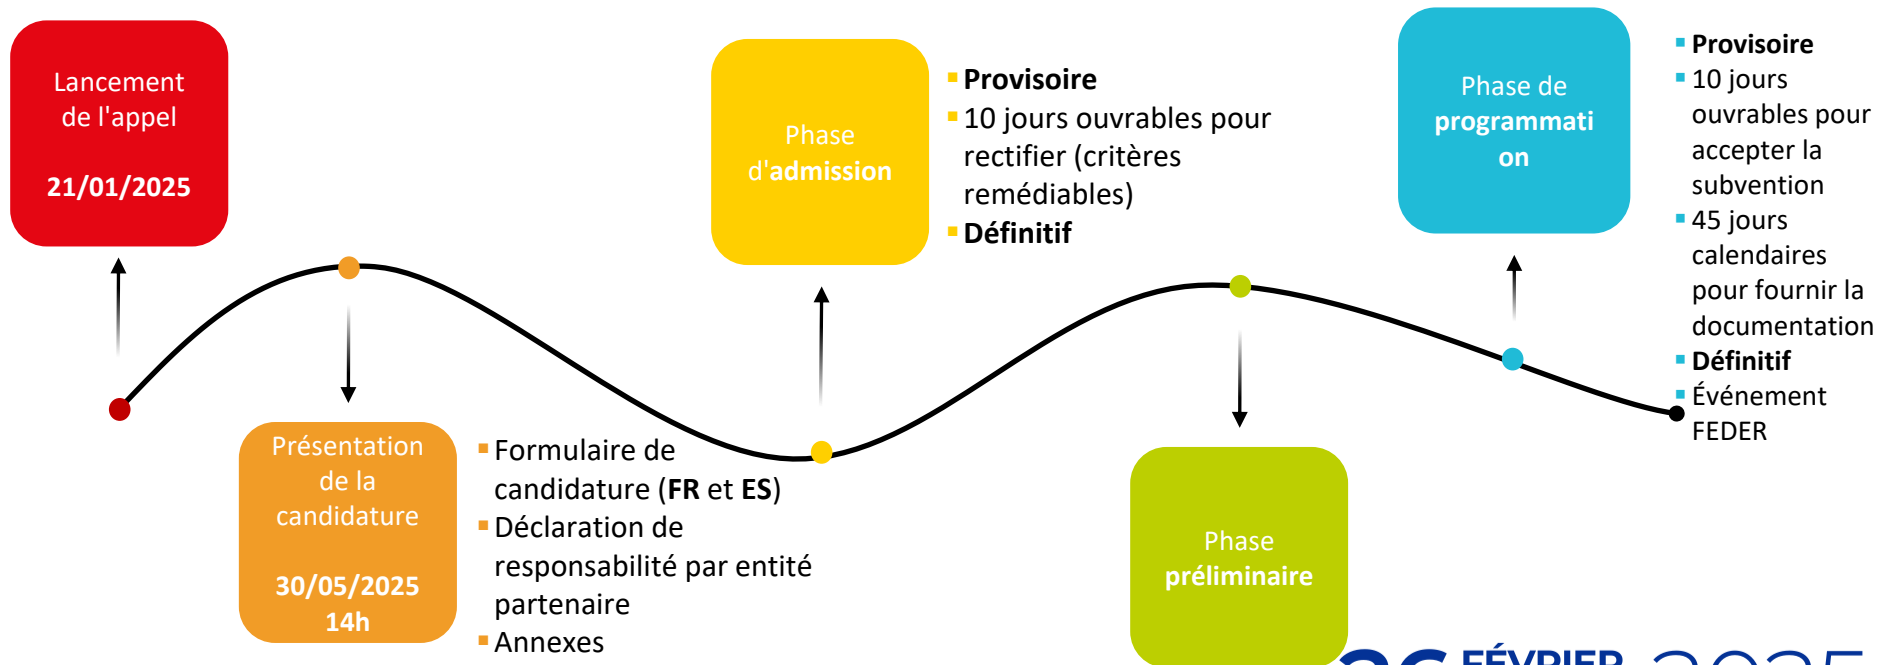 Lancement
de l'appel
21/01/2025
Présentation
de la
candidature
30/05/2025
14h
▪ Formulaire de
candidature (FR et ES)
▪ Déclaration de
responsabilité par entité
partenaire
▪ Annexes
Phase
d'admission
▪ Provisoire
▪ 10 jours ouvrables pour
rectifier (critères
remédiables)
▪ Définitif
Phase
préliminaire
Phase de
programmati
on
▪ Provisoire
▪ 10 jours
ouvrables pour
accepter la
subvention
▪ 45 jours
calendaires
pour fournir la
documentation
▪ Définitif
▪ Événement
FEDER
26 FÉVRIER 2025